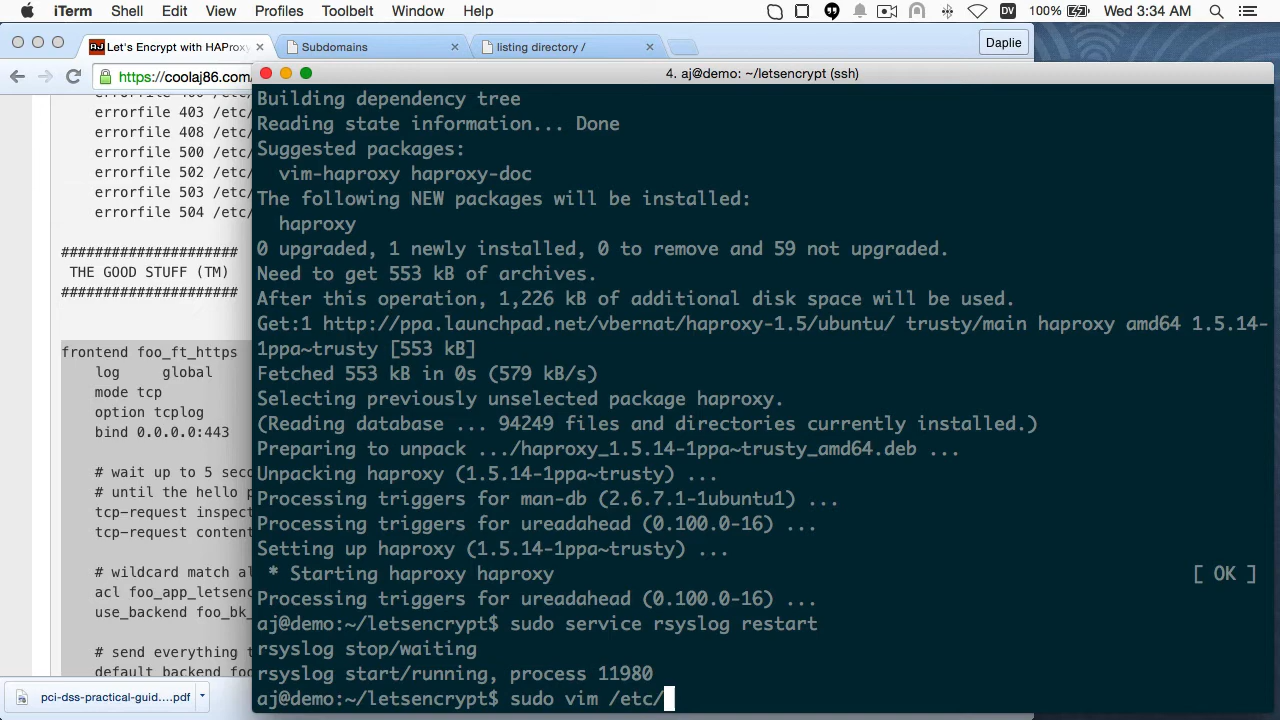 iTerm Shell Edit View Profiles Toolbelt Window Help DV 100% Wed 3:34 AM
Let's Encrypt with HAProxy × Subdomains × listing directory / × Daplie
https://coolaj86.com/
4. aj@demo: ~/letsencrypt (ssh)
errorfile 403 /etc/
errorfile 408 /etc/
errorfile 500 /etc/
errorfile 502 /etc/
errorfile 503 /etc/
errorfile 504 /etc/
#####################
THE GOOD STUFF (TM)
#####################
frontend foo_ft_https
log global
mode tcp
option tcplog
bind 0.0.0.0:443
# wait up to 5 seco
# until the hello p
tcp-request inspect
tcp-request content
# wildcard match al
acl foo_app_letsenc
use_backend foo_bk_
# send everything t
default_backend foo
pci-dss-practical-guid....pdf
Building dependency tree
Reading state information... Done
Suggested packages:
vim-haproxy haproxy-doc
The following NEW packages will be installed:
haproxy
0 upgraded, 1 newly installed, 0 to remove and 59 not upgraded.
Need to get 553 kB of archives.
After this operation, 1,226 kB of additional disk space will be used.
Get:1 http://ppa.launchpad.net/vbernat/haproxy-1.5/ubuntu/ trusty/main haproxy amd64 1.5.14-
1ppa~trusty [553 kB]
Fetched 553 kB in 0s (579 kB/s)
Selecting previously unselected package haproxy.
(Reading database ... 94249 files and directories currently installed.)
Preparing to unpack .../haproxy_1.5.14-1ppa~trusty_amd64.deb ...
Unpacking haproxy (1.5.14-1ppa~trusty) ...
Processing triggers for man-db (2.6.7.1-1ubuntu1) ...
Processing triggers for ureadahead (0.100.0-16) ...
Setting up haproxy (1.5.14-1ppa~trusty) ...
* Starting haproxy haproxy [ OK ]
Processing triggers for ureadahead (0.100.0-16) ...
aj@demo:~/letsencrypt$ sudo service rsyslog restart
rsyslog stop/waiting
rsyslog start/running, process 11980
aj@demo:~/letsencrypt$ sudo vim /etc/